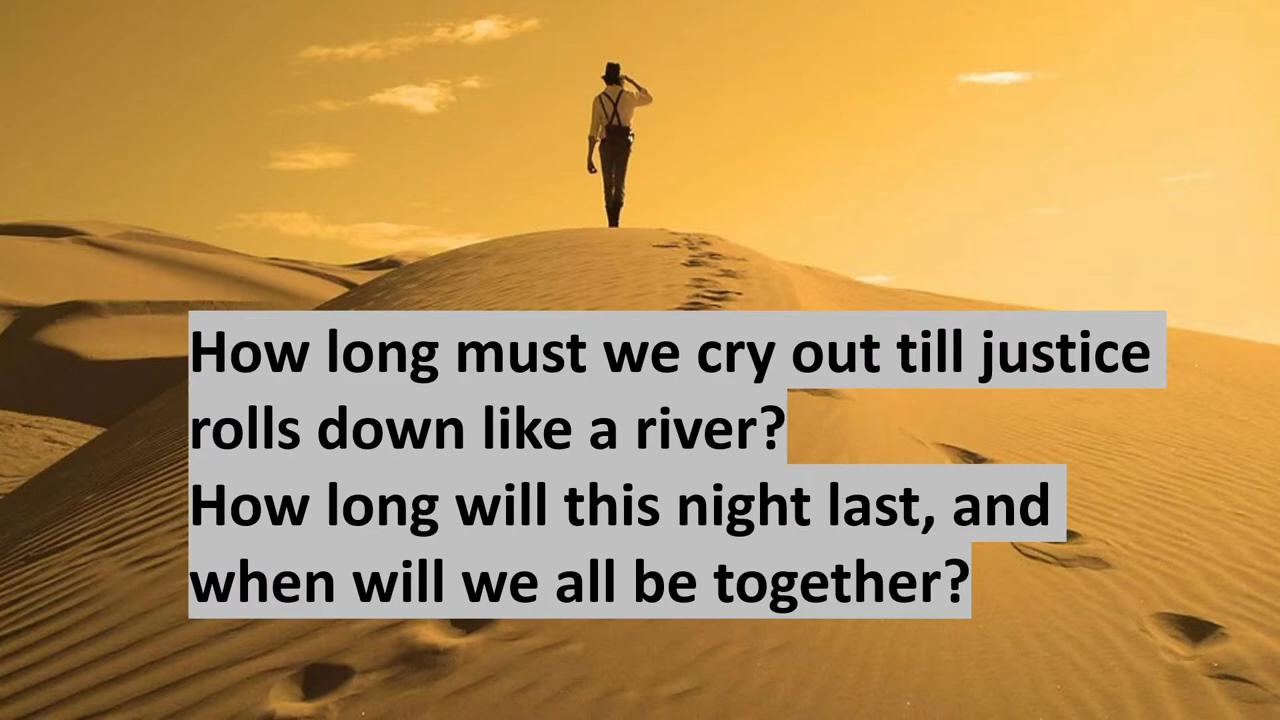 How long must we cry out till justice
rolls down like a river?
How long will this night last, and
when will we all be together?